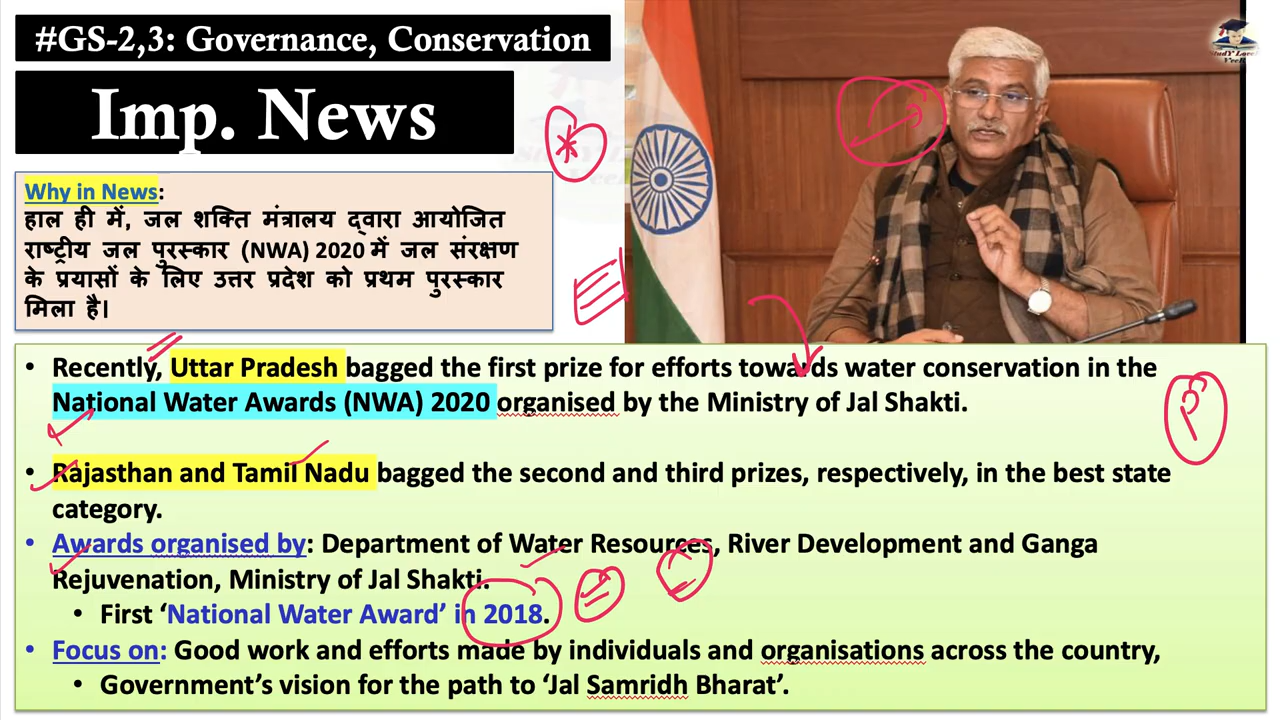 #GS-2,3: Governance, Conservation
Imp. News
Why in News:
हाल ही में, जल शक्ति मंत्रालय द्वारा आयोजित
राष्ट्रीय जल पुरस्कार (NWA) 2020 में जल संरक्षण
के प्रयासों के लिए उत्तर प्रदेश को प्रथम पुरस्कार
मिला है।
• Recently, Uttar Pradesh bagged the first prize for efforts towards water conservation in the
National Water Awards (NWA) 2020 organised by the Ministry of Jal Shakti.
• Rajasthan and Tamil Nadu bagged the second and third prizes, respectively, in the best state
category.
• Awards organised by: Department of Water Resources, River Development and Ganga
Rejuvenation, Ministry of Jal Shakti.
• First ‘National Water Award’ in 2018.
• Focus on: Good work and efforts made by individuals and organisations across the country,
• Government’s vision for the path to ‘Jal Samridh Bharat’.